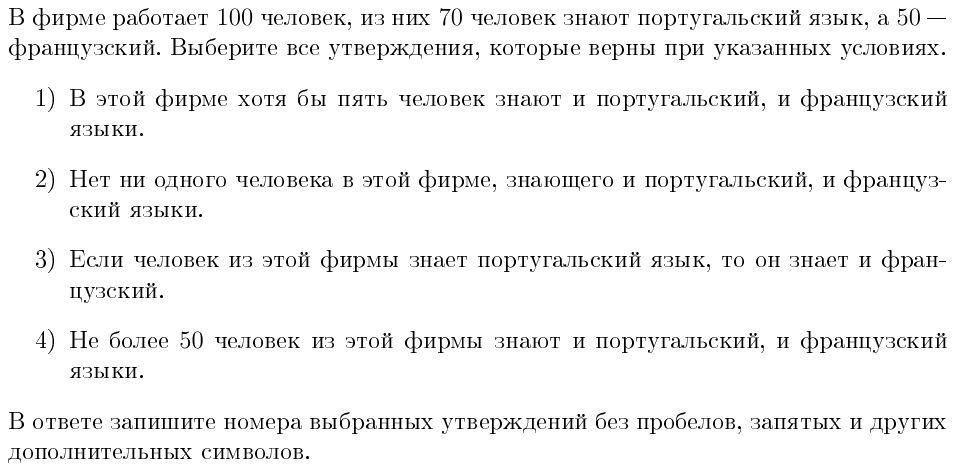 В фирме работает 100 человек, из них 70 человек знают португальский язык, а 50 —
французский. Выберите все утверждения, которые верны при указанных условиях.
1) В этой фирме хотя бы пять человек знают и португальский, и французский
языки.
2) Нет ни одного человека в этой фирме, знающего и португальский, и француз-
ский языки.
3) Если человек из этой фирмы знает португальский язык, то он знает и фран-
цузский.
4) Не более 50 человек из этой фирмы знают и португальский, и французский
языки.
В ответе запишите номера выбранных утверждений без пробелов, запятых и других
дополнительных символов.